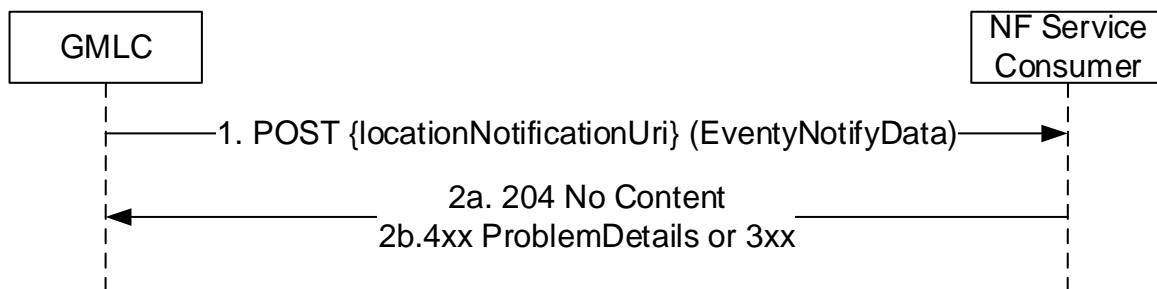 GMLC
NF Service
Consumer
1. POST {locationNotificationUri} (EventyNotifyData)
2a. 204 No Content
2b.4xx ProblemDetails or 3xx